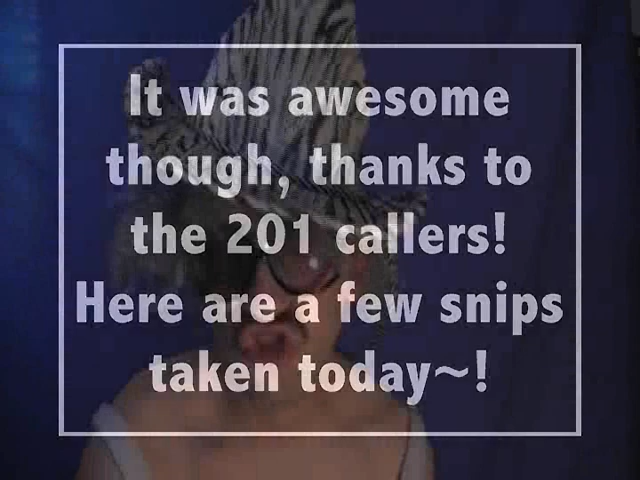 It was awesome
though, thanks to
the 201 callers!
Here are a few snips
taken today~!